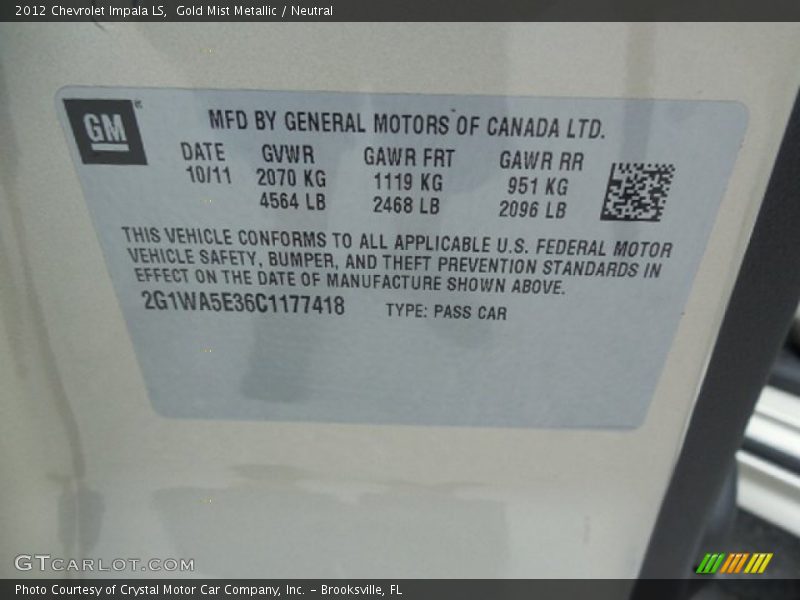 2012 Chevrolet Impala LS,  Gold Mist Metallic / Neutral
GM
MFD BY GENERAL MOTORS OF CANADA LTD.
DATE GVWR GAWR FRT GAWR RR
10/11 2070 KG 1119 KG 951 KG
4564 LB 2468 LB 2096 LB
THIS VEHICLE CONFORMS TO ALL APPLICABLE U.S. FEDERAL MOTOR
VEHICLE SAFETY, BUMPER, AND THEFT PREVENTION STANDARDS IN
EFFECT ON THE DATE OF MANUFACTURE SHOWN ABOVE.
2G1WA5E36C1177418 TYPE: PASS CAR
GTCARLOT.COM
Photo Courtesy of Crystal Motor Car Company, Inc. – Brooksville, FL